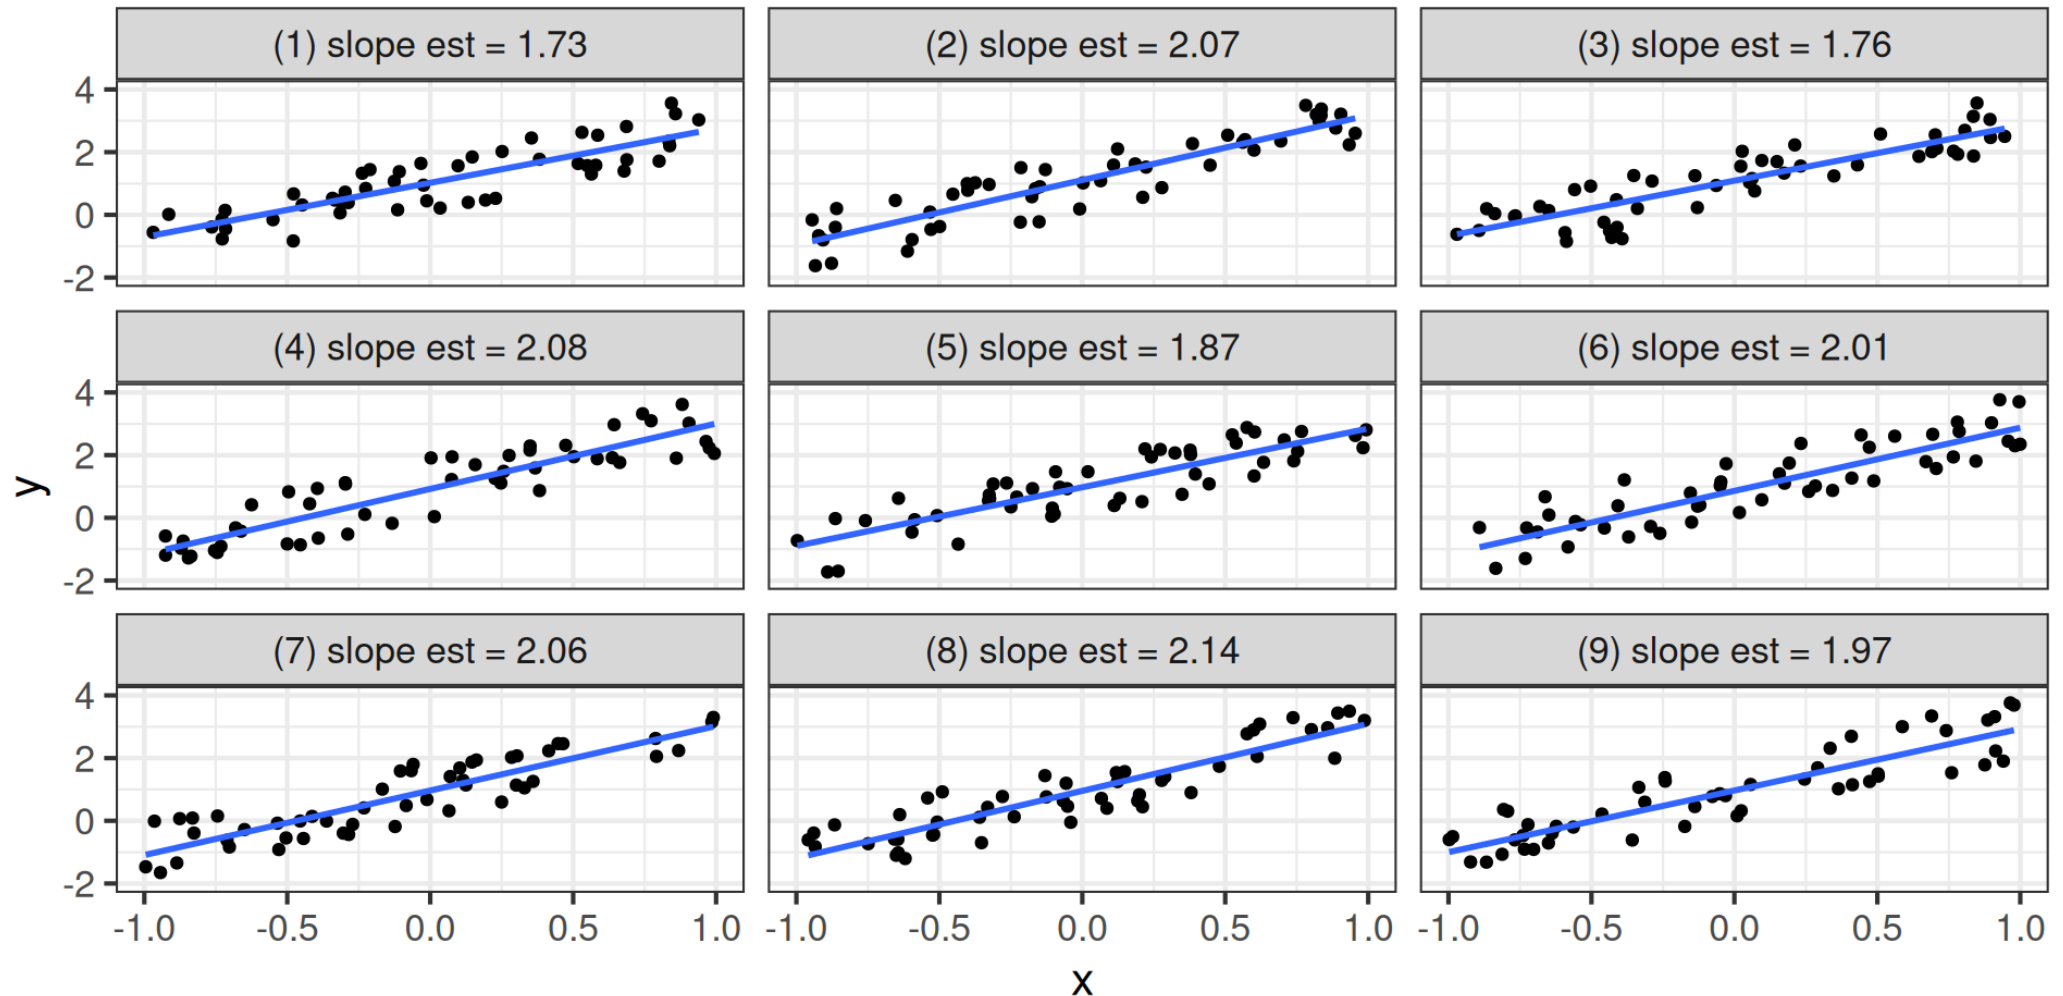 (1) slope est = 1.73
(2) slope est = 2.07
(3) slope est = 1.76
4
2
0
-2
(4) slope est = 2.08
(5) slope est = 1.87
(6) slope est = 2.01
4
2
0
-2
y
(7) slope est = 2.06
(8) slope est = 2.14
(9) slope est = 1.97
4
2
0
-2
-1.0 -0.5 0.0 0.5 1.0
-1.0 -0.5 0.0 0.5 1.0
-1.0 -0.5 0.0 0.5 1.0
x